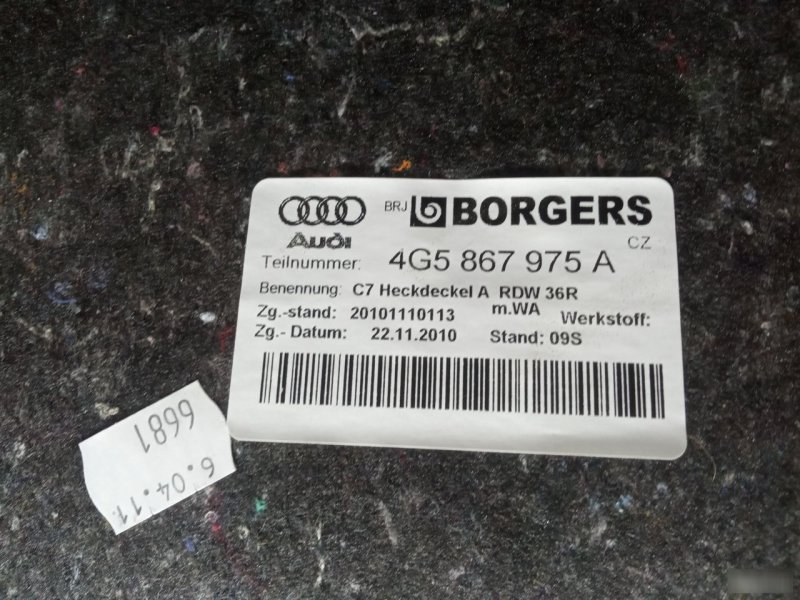 BRJ BORGERS
Audi
CZ
Teilnummer: 4G5 867 975 A
Benennung: C7 Heckdeckel A RDW 36R
m.WA
Zg.-stand: 20101110113
Werkstoff:
Zg.- Datum: 22.11.2010 Stand: 09S
6681
6.04.11